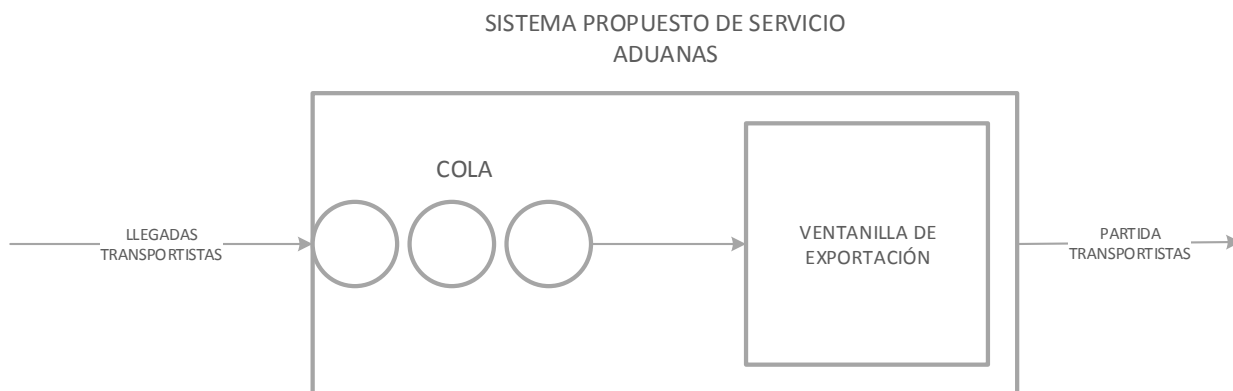 SISTEMA PROPUESTO DE SERVICIO
ADUANAS
COLA
LLEGADAS
TRANSPORTISTAS
VENTANILLA DE
EXPORTACIÓN
PARTIDA
TRANSPORTISTAS